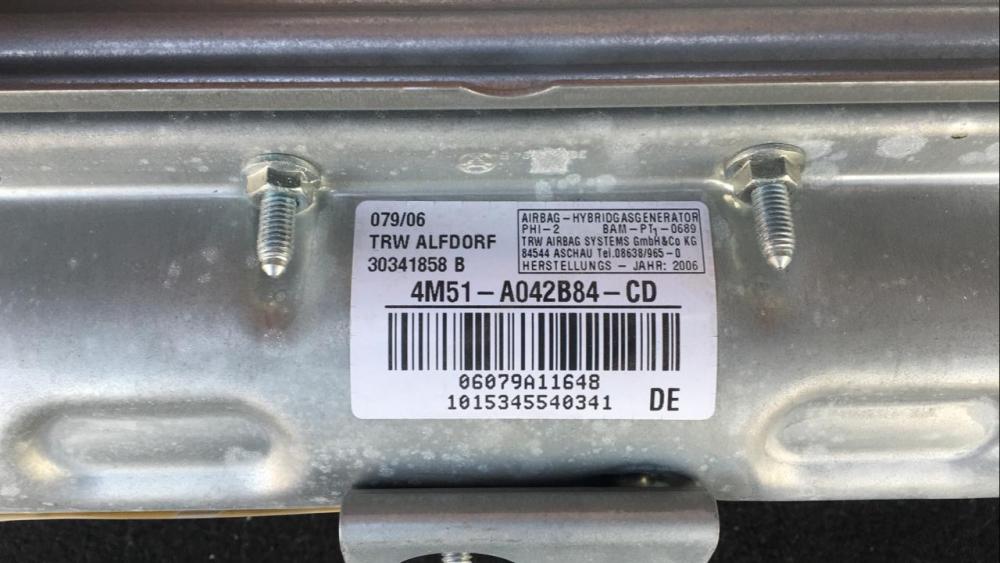 079/06
TRW ALFDORF
30341858 B
AIRBAG-HYBRIDGASGENERATOR
PHI-2 BAM-PT1-0689
TRW AIRBAG SYSTEMS GmbH&Co KG
84544 ASCHAU Tel.08638/965-0
HERSTELLUNGS - JAHR: 2006
4M51-A042B84-CD
06079A11648
1015345540341
DE